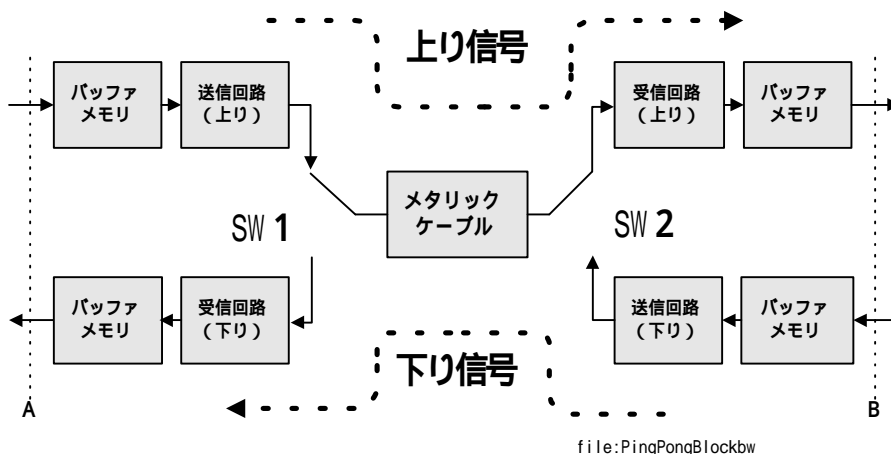 上り信号
バッファ
メモリ
送信回路
(上り)
受信回路
(上り)
バッファ
メモリ
メタリック
ケーブル
SW 1
SW 2
バッファ
メモリ
受信回路
(下り)
送信回路
(下り)
バッファ
メモリ
下り信号
A
B
file:PingPongBlockbw